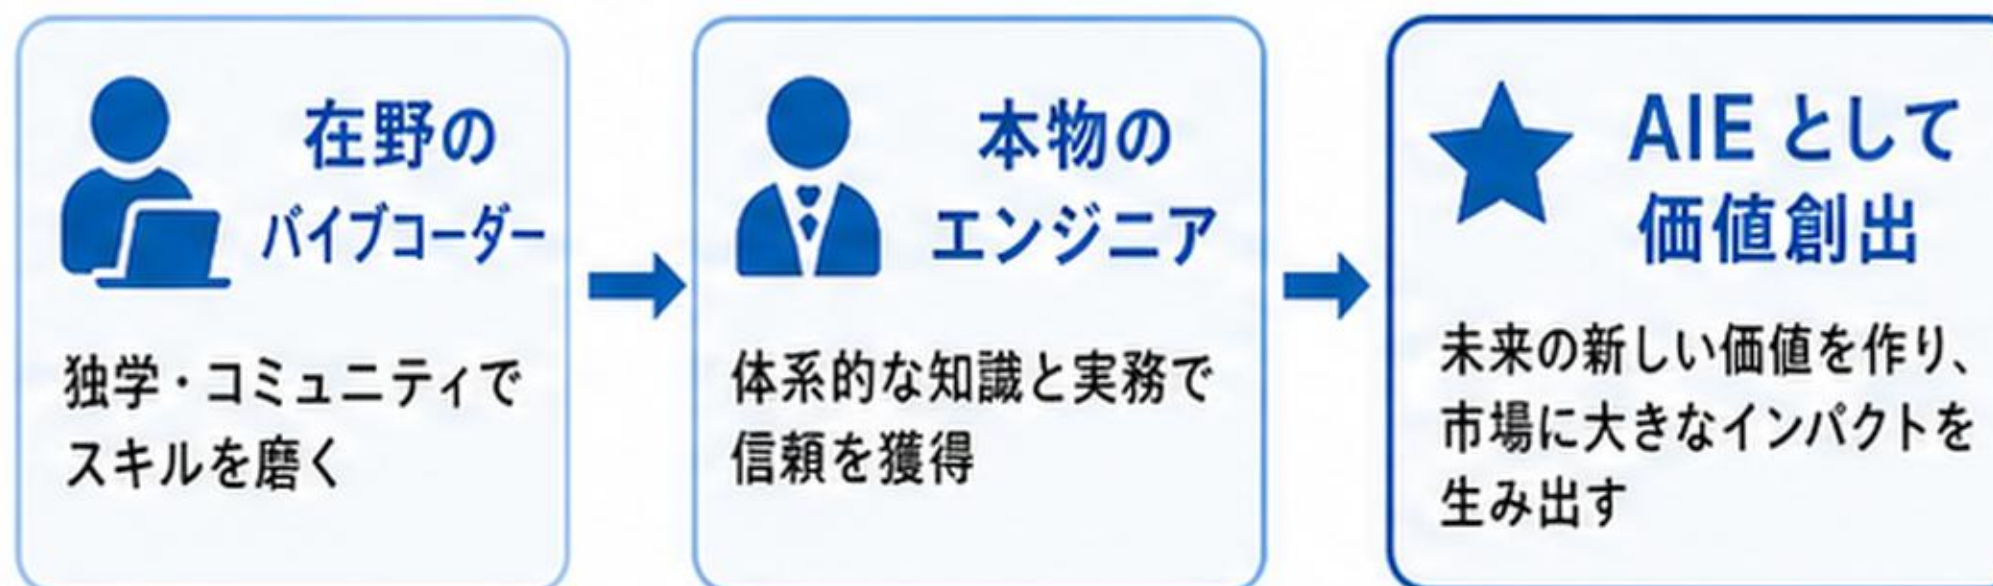 在野の
バイブコーダー
独学・コミュニティで
スキルを磨く
本物の
エンジニア
体系的な知識と実務で
信頼を獲得
AIE として
価値創出
未来の新しい価値を作り、
市場に大きなインパクトを
生み出す